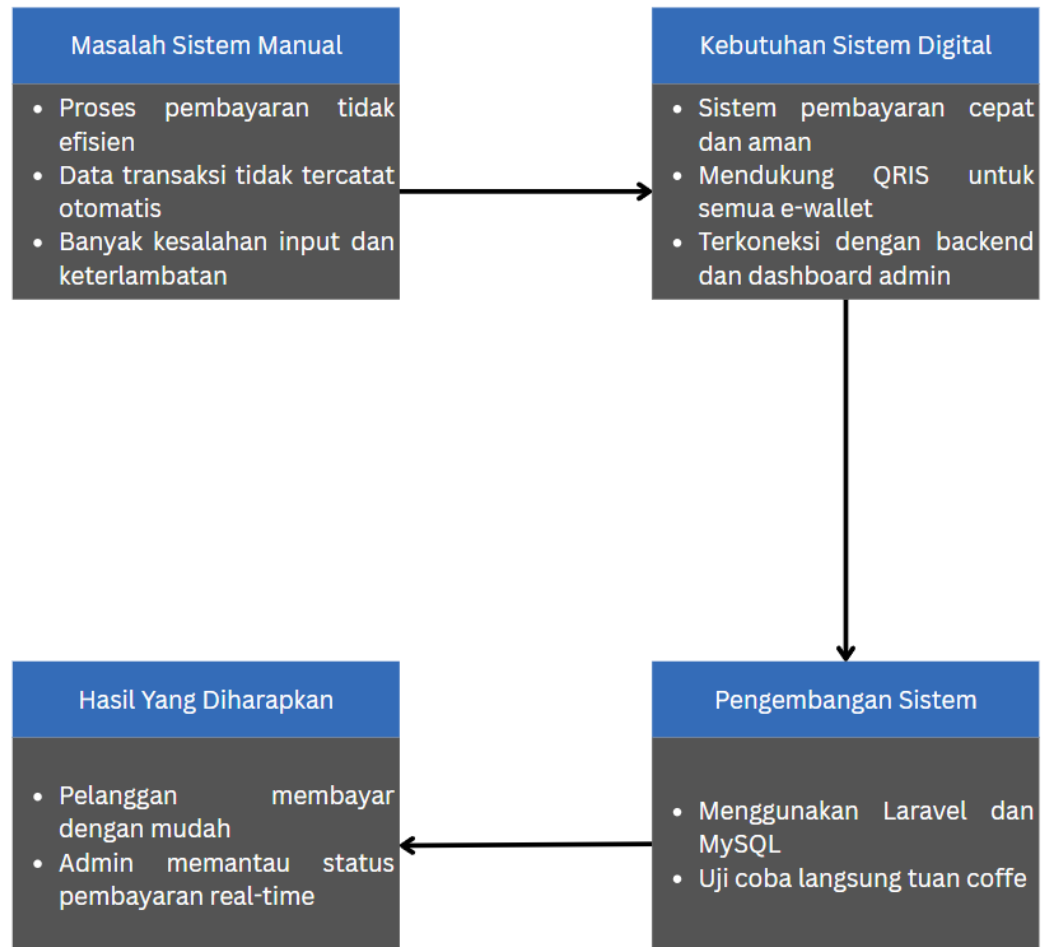 Masalah Sistem Manual
• Proses pembayaran tidak
efisien
• Data transaksi tidak tercatat
otomatis
• Banyak kesalahan input dan
keterlambatan
Kebutuhan Sistem Digital
• Sistem pembayaran cepat
dan aman
• Mendukung QRIS untuk
semua e-wallet
• Terkoneksi dengan backend
dan dashboard admin
Pengembangan Sistem
• Menggunakan Laravel dan
MySQL
• Uji coba langsung tuan coffe
Hasil Yang Diharapkan
• Pelanggan membayar
dengan mudah
• Admin memantau status
pembayaran real-time